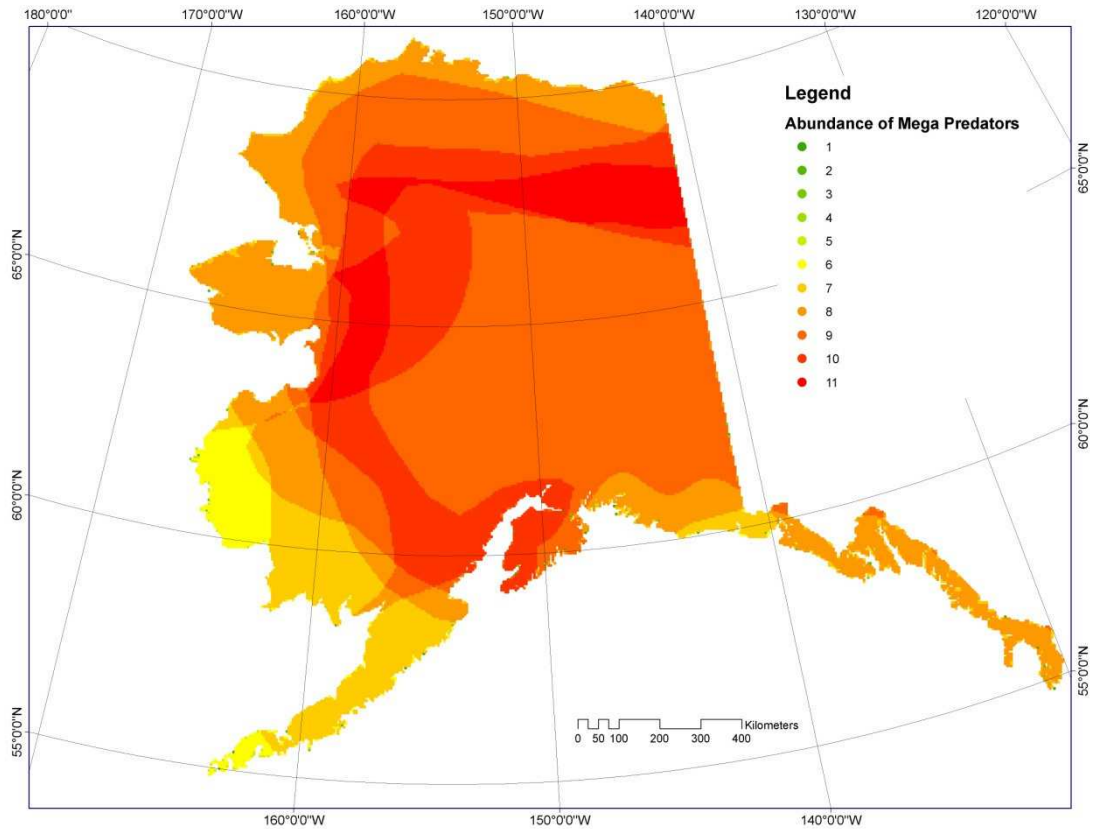 180°0'0"W 170°0'0"W 160°0'0"W 150°0'0"W 140°0'0"W 130°0'0"W 120°0'0"W
Legend
Abundance of Mega Predators
1
2
3
4
5
6
7
8
9
10
11
65°0'0"N
65°0'0"N
60°0'0"N
60°0'0"N
55°0'0"N
55°0'0"N
Kilometers
0 50 100 200 300 400
160°0'0"W 150°0'0"W 140°0'0"W